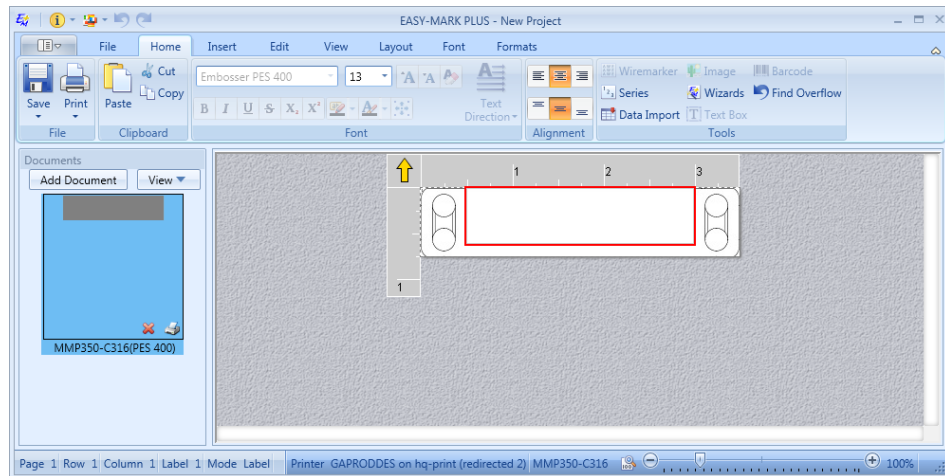 EASY-MARK PLUS - New Project
File Home Insert Edit View Layout Font Formats
Save Print Paste Cut Copy
Embosser PES 400 13
B I U S X, X²
Text Direction
Wiremarker Image Barcode
Series Wizards Find Overflow
Data Import Text Box
File Clipboard Font Alignment Tools
Documents
Add Document View
MMP350-C316(PES 400)
1 2 3
1
Page 1 Row 1 Column 1 Label 1 Mode Label Printer GAPRODDES on hq-print (redirected 2) MMP350-C316 100%